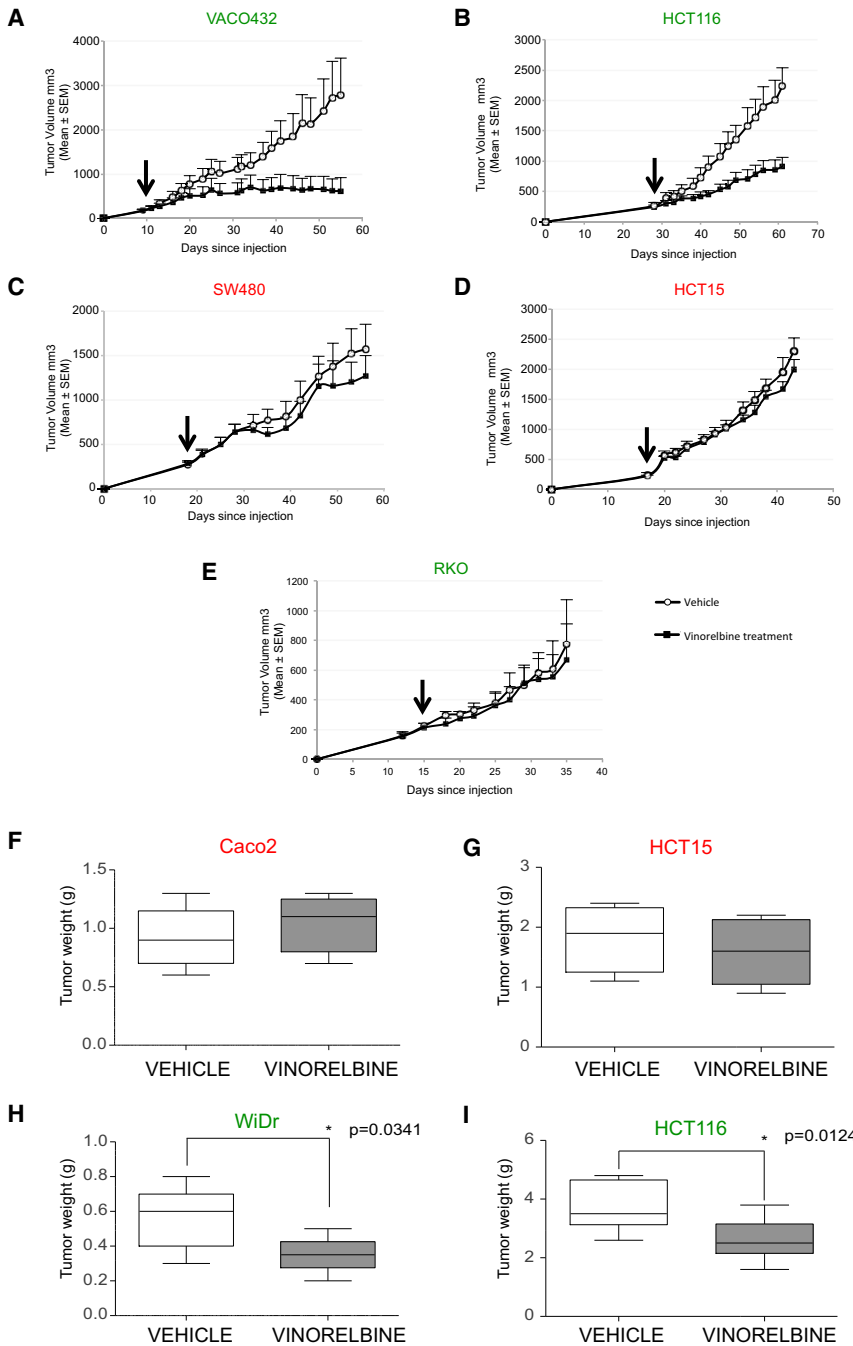 A
VACO432
Tumor Volume mm3
(Mean ± SEM)
4000
3000
2000
1000
0
0 10 20 30 40 50 60
Days since injection
B
HCT116
Tumor Volume mm3
(Mean ± SEM)
3000
2500
2000
1500
1000
500
0
0 10 20 30 40 50 60 70
Days since injection
C
SW480
Tumor Volume mm3
(Mean ± SEM)
2000
1500
1000
500
0
0 10 20 30 40 50 60
Days since injection
D
HCT15
Tumor Volume mm3
(Mean ± SEM)
3000
2500
2000
1500
1000
500
0
0 10 20 30 40 50
Days since injection
E
RKO
Tumor Volume mm3
(Mean ± SEM)
1200
1000
800
600
400
200
0
0 5 10 15 20 25 30 35 40
Days since injection
Vehicle
Vinorelbine treatment
F
Caco2
Tumor weight (g)
1.5
1.0
0.5
0.0
VEHICLE VINORELBINE
G
HCT15
Tumor weight (g)
3
2
1
0
VEHICLE VINORELBINE
H
WiDr
* p=0.0341
Tumor weight (g)
1.0
0.8
0.6
0.4
0.2
0.0
VEHICLE VINORELBINE
I
HCT116
* p=0.0124
Tumor weight (g)
6
4
2
0
VEHICLE VINORELBINE